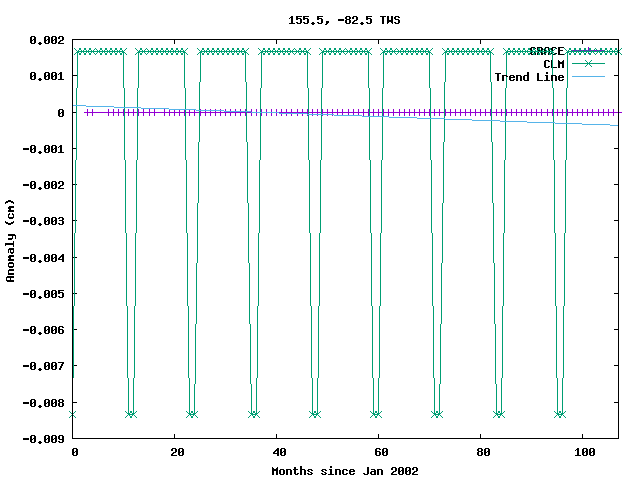 155.5, -82.5 TWS
GRACE
CLM
Trend Line
0.002
0.001
0
-0.001
-0.002
-0.003
-0.004
-0.005
-0.006
-0.007
-0.008
-0.009
Anomaly (cm)
0 20 40 60 80 100
Months since Jan 2002